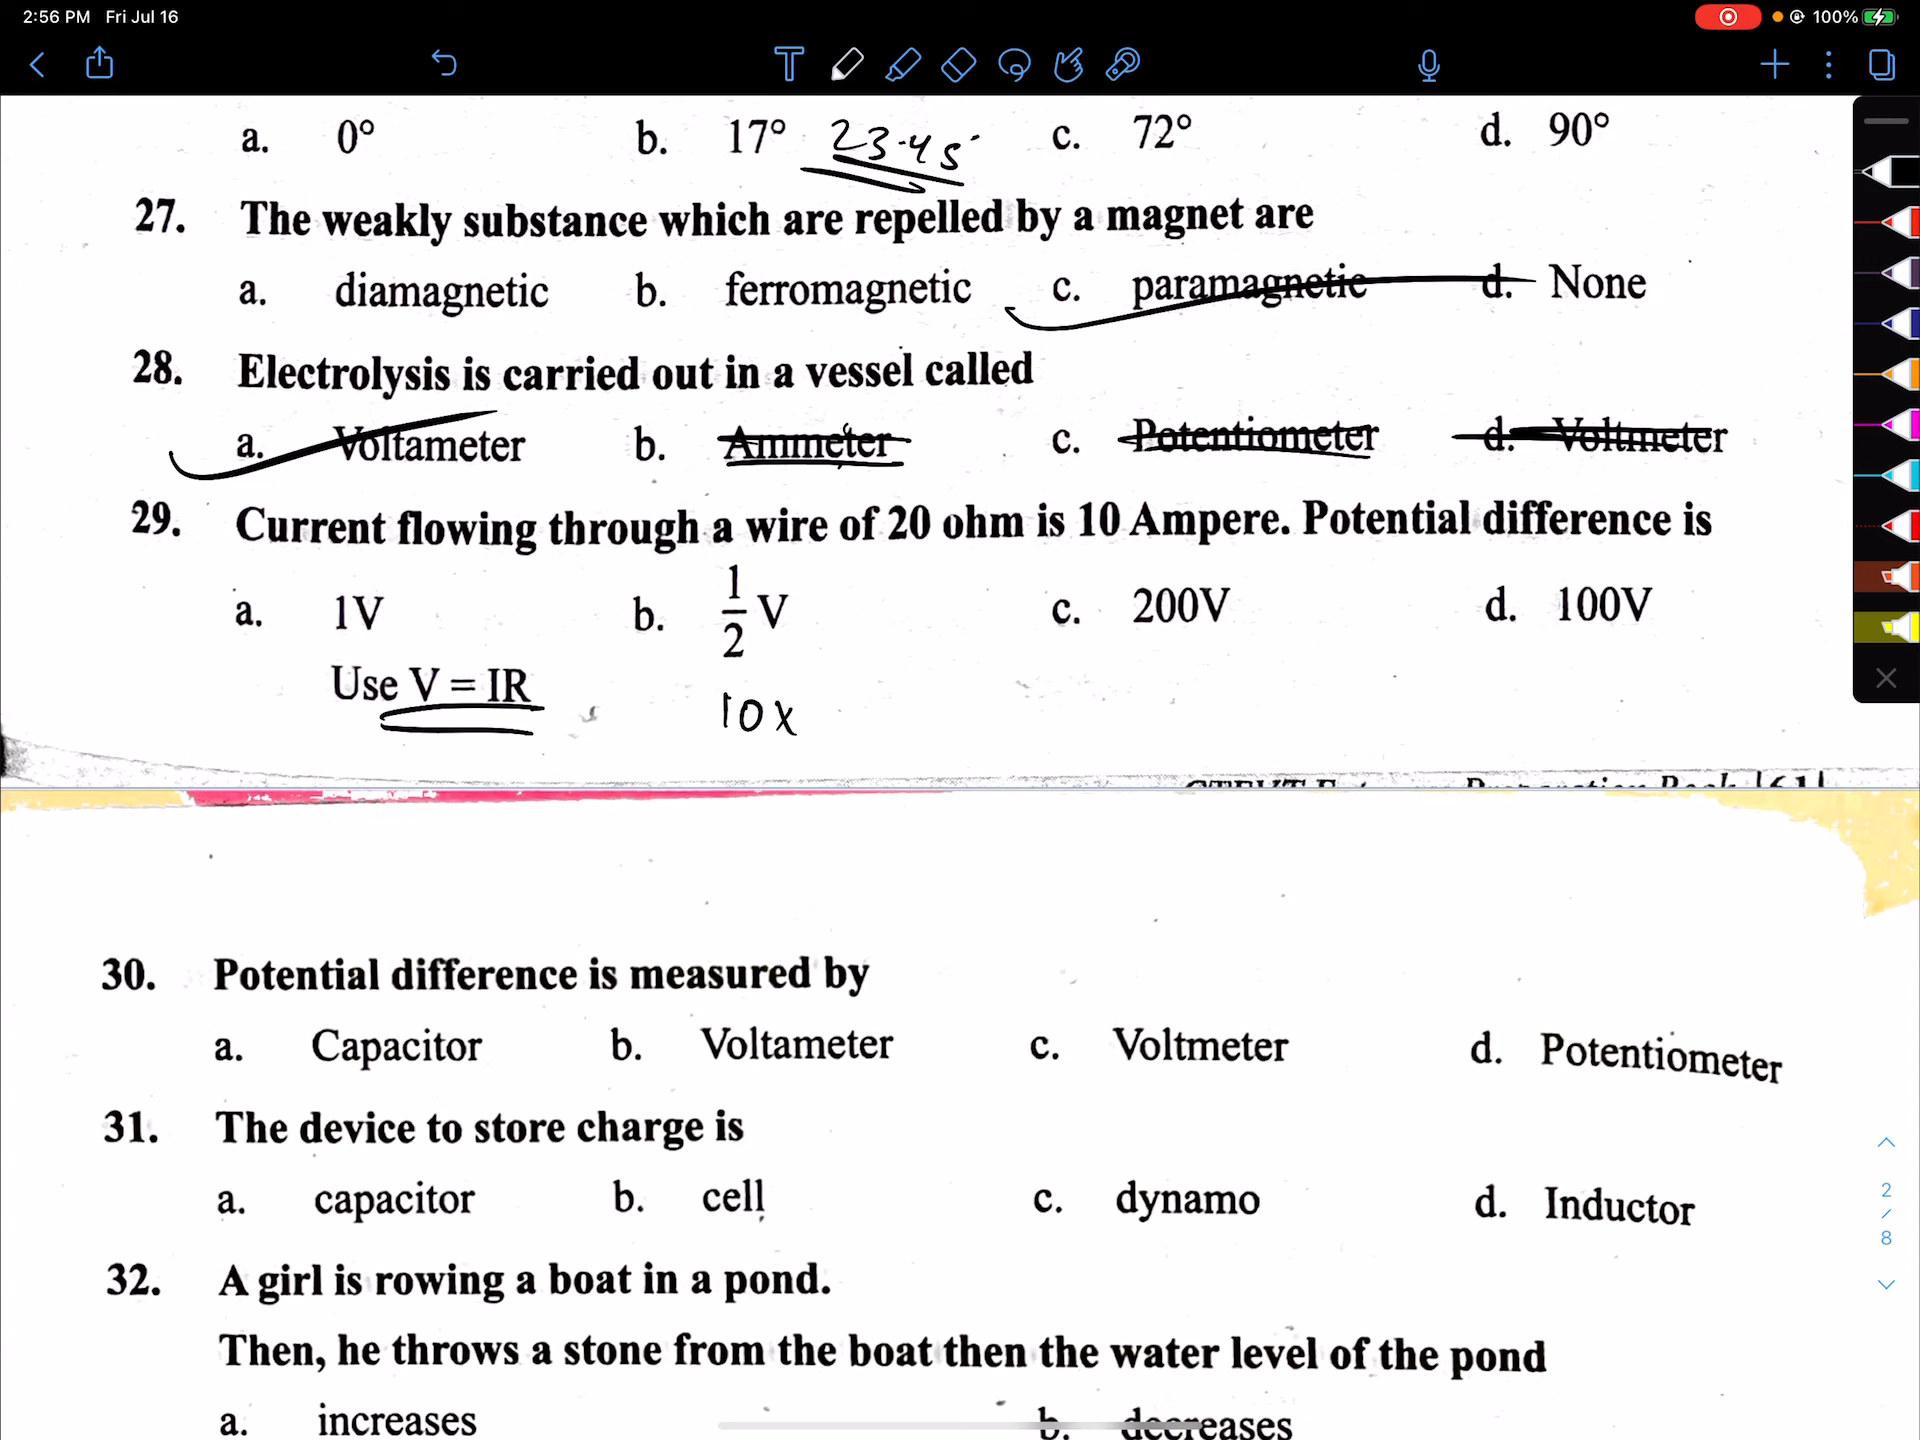 2:56 PM Fri Jul 16
100%
a. 0° b. 17° 23.45 c. 72° d. 90°
27. The weakly substance which are repelled by a magnet are
a. diamagnetic b. ferromagnetic c. paramagnetic d. None
28. Electrolysis is carried out in a vessel called
a. Voltameter b. Ammeter c. Potentiometer d. Voltmeter
29. Current flowing through a wire of 20 ohm is 10 Ampere. Potential difference is
a. 1V b. 1/2 V c. 200V d. 100V
Use V = IR
10x
30. Potential difference is measured by
a. Capacitor b. Voltameter c. Voltmeter d. Potentiometer
31. The device to store charge is
a. capacitor b. cell c. dynamo d. Inductor
2
/
8
32. A girl is rowing a boat in a pond.
Then, he throws a stone from the boat then the water level of the pond
a. increases b. decreases